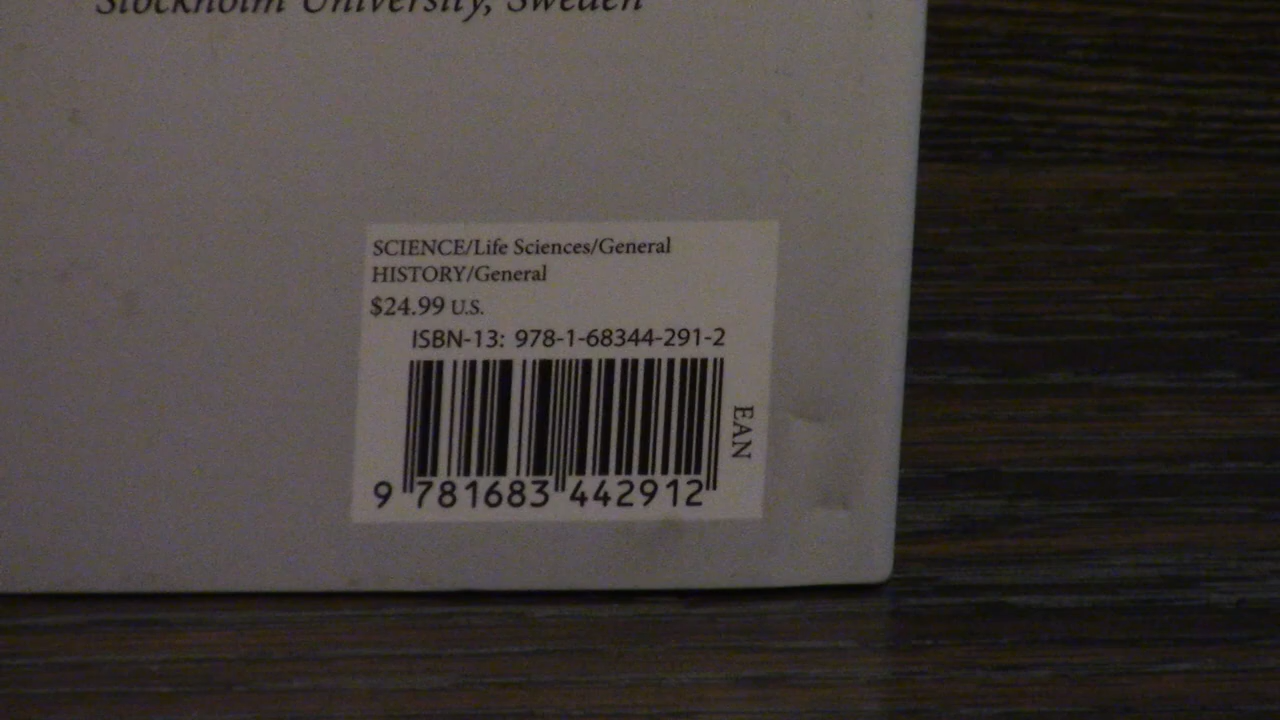 Stockholm University, Sweden
SCIENCE/Life Sciences/General
HISTORY/General
$24.99 U.S.
ISBN-13: 978-1-68344-291-2
EAN
9 781683 442912